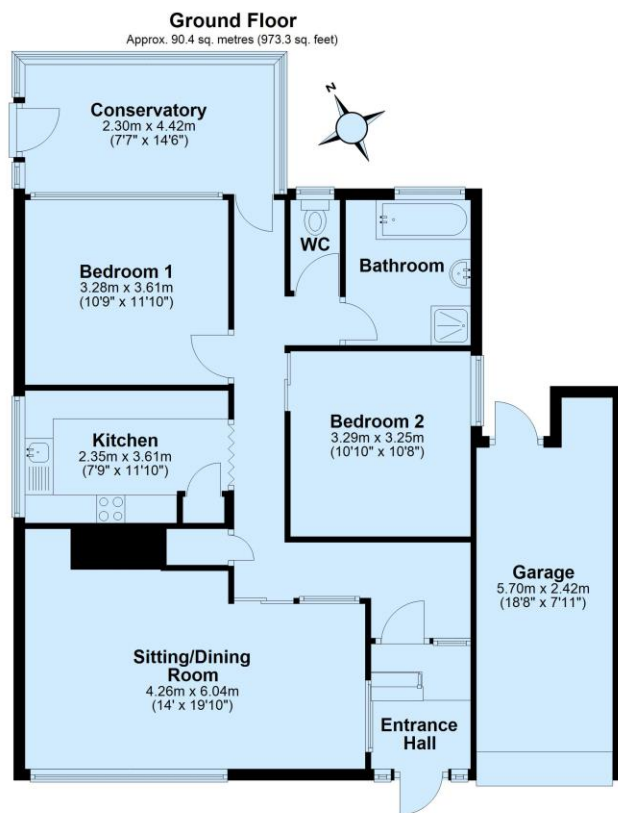 Ground Floor
Approx. 90.4 sq. metres (973.3 sq. feet)
N
Conservatory
2.30m x 4.42m
(7'7" x 14'6")
WC
Bathroom
Bedroom 1
3.28m x 3.61m
(10'9" x 11'10")
Bedroom 2
3.29m x 3.25m
(10'10" x 10'8")
Kitchen
2.35m x 3.61m
(7'9" x 11'10")
Garage
5.70m x 2.42m
(18'8" x 7'11")
Sitting/Dining
Room
4.26m x 6.04m
(14' x 19'10")
Entrance
Hall